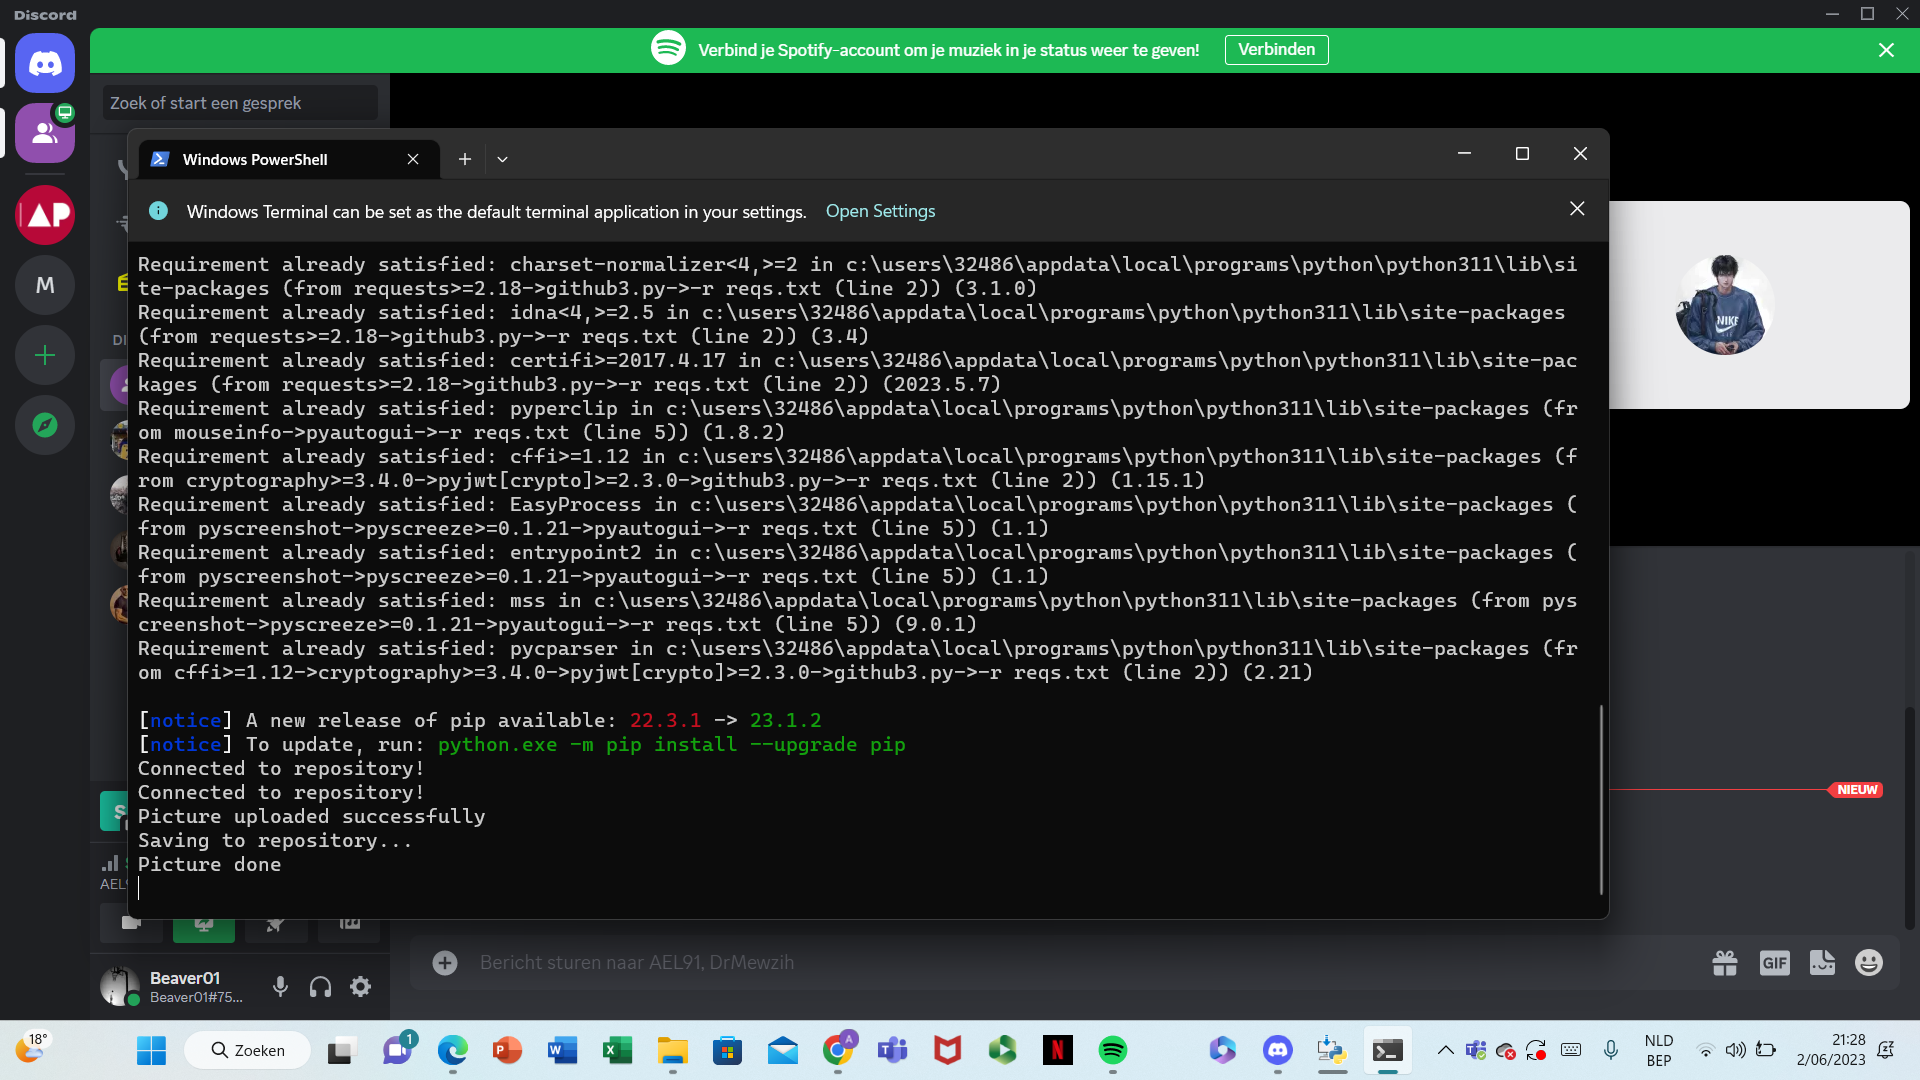 Discord
Verbind je Spotify-account om je muziek in je status weer te geven!
Verbinden
Zoek of start een gesprek
Windows PowerShell
Windows Terminal can be set as the default terminal application in your settings.
Open Settings
Requirement already satisfied: charset-normalizer<4,>=2 in c:\users\32486\appdata\local\programs\python\python311\lib\si
te-packages (from requests>=2.18->github3.py->-r reqs.txt (line 2)) (3.1.0)
Requirement already satisfied: idna<4,>=2.5 in c:\users\32486\appdata\local\programs\python\python311\lib\site-packages
(from requests>=2.18->github3.py->-r reqs.txt (line 2)) (3.4)
Requirement already satisfied: certifi>=2017.4.17 in c:\users\32486\appdata\local\programs\python\python311\lib\site-pac
kages (from requests>=2.18->github3.py->-r reqs.txt (line 2)) (2023.5.7)
Requirement already satisfied: pyperclip in c:\users\32486\appdata\local\programs\python\python311\lib\site-packages (fr
om mouseinfo->pyautogui->-r reqs.txt (line 5)) (1.8.2)
Requirement already satisfied: cffi>=1.12 in c:\users\32486\appdata\local\programs\python\python311\lib\site-packages (f
rom cryptography>=3.4.0->pyjwt[crypto]>=2.3.0->github3.py->-r reqs.txt (line 2)) (1.15.1)
Requirement already satisfied: EasyProcess in c:\users\32486\appdata\local\programs\python\python311\lib\site-packages (
from pyscreenshot->pyscreeze>=0.1.21->pyautogui->-r reqs.txt (line 5)) (1.1)
Requirement already satisfied: entrypoint2 in c:\users\32486\appdata\local\programs\python\python311\lib\site-packages (
from pyscreenshot->pyscreeze>=0.1.21->pyautogui->-r reqs.txt (line 5)) (1.1)
Requirement already satisfied: mss in c:\users\32486\appdata\local\programs\python\python311\lib\site-packages (from pys
creenshot->pyscreeze>=0.1.21->pyautogui->-r reqs.txt (line 5)) (9.0.1)
Requirement already satisfied: pycparser in c:\users\32486\appdata\local\programs\python\python311\lib\site-packages (fr
om cffi>=1.12->cryptography>=3.4.0->pyjwt[crypto]>=2.3.0->github3.py->-r reqs.txt (line 2)) (2.21)
[notice] A new release of pip available: 22.3.1 -> 23.1.2
[notice] To update, run: python.exe -m pip install --upgrade pip
Connected to repository!
Connected to repository!
Picture uploaded successfully
Saving to repository...
Picture done
AP
M
DI
NIKE
NIEUW
S
AEL9
Beaver01
Beaver01#75...
Bericht sturen naar AEL91, DrMewzih
GIF
18°
Zoeken
1
A
P
W
X
N
NLD
BEP
21:28
2/06/2023